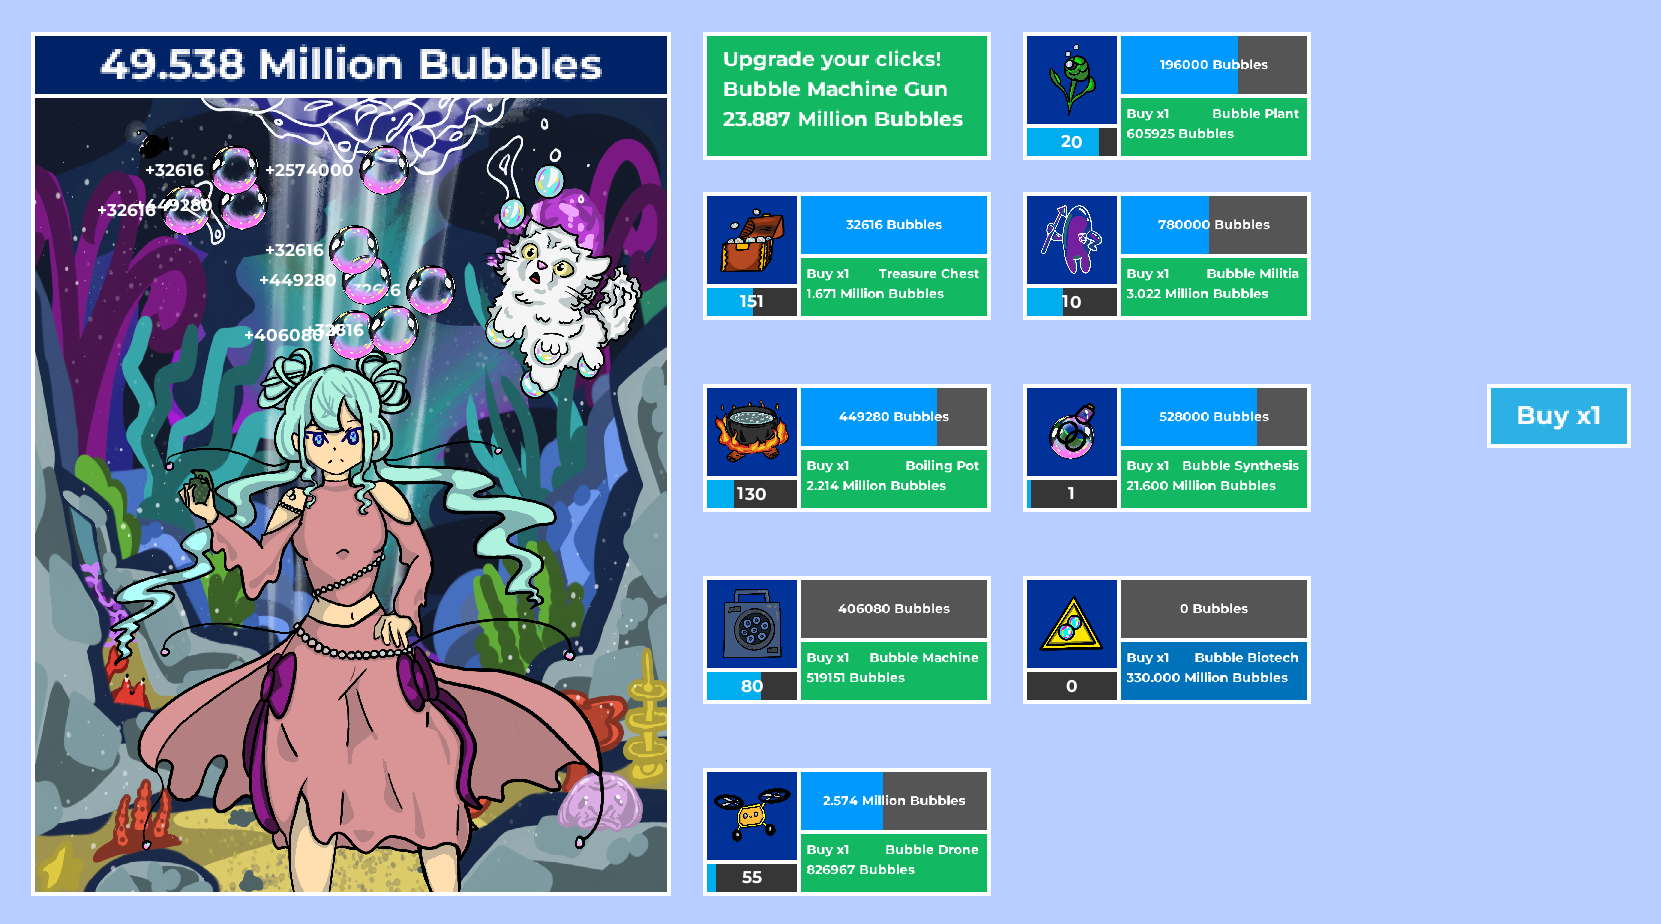 49.538 Million Bubbles
+32616
+2574000
+32616
+449280
+32616
+449280
+406080
+32616
Upgrade your clicks!
Bubble Machine Gun
23.887 Million Bubbles
32616 Bubbles
Buy x1 Treasure Chest
1.671 Million Bubbles
151
449280 Bubbles
Buy x1 Boiling Pot
2.214 Million Bubbles
130
406080 Bubbles
Buy x1 Bubble Machine
519151 Bubbles
80
2.574 Million Bubbles
Buy x1 Bubble Drone
826967 Bubbles
55
196000 Bubbles
Buy x1 Bubble Plant
605925 Bubbles
20
780000 Bubbles
Buy x1 Bubble Militia
3.022 Million Bubbles
10
528000 Bubbles
Buy x1 Bubble Synthesis
21.600 Million Bubbles
1
0 Bubbles
Buy x1 Bubble Biotech
330.000 Million Bubbles
0
Buy x1